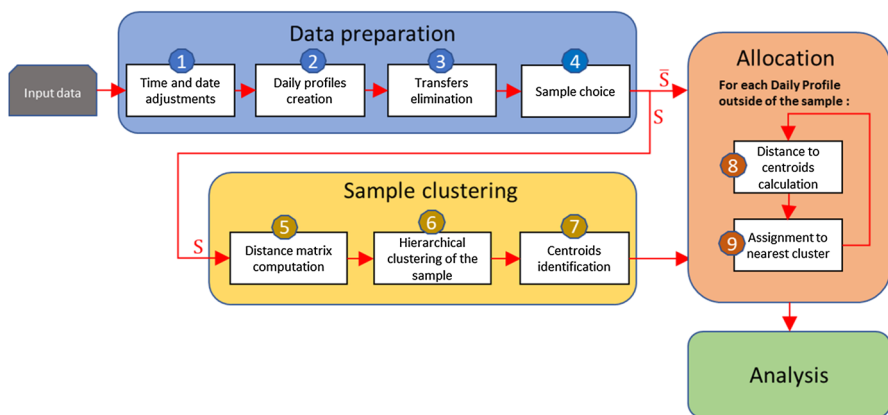 Data preparation
Input data
1
Time and date
adjustments
2
Daily profiles
creation
3
Transfers
elimination
4
Sample choice
S̅
S
Sample clustering
S
5
Distance matrix
computation
6
Hierarchical
clustering of the
sample
7
Centroids
identification
Allocation
For each Daily Profile
outside of the sample :
8
Distance to
centroids
calculation
9
Assignment to
nearest cluster
Analysis